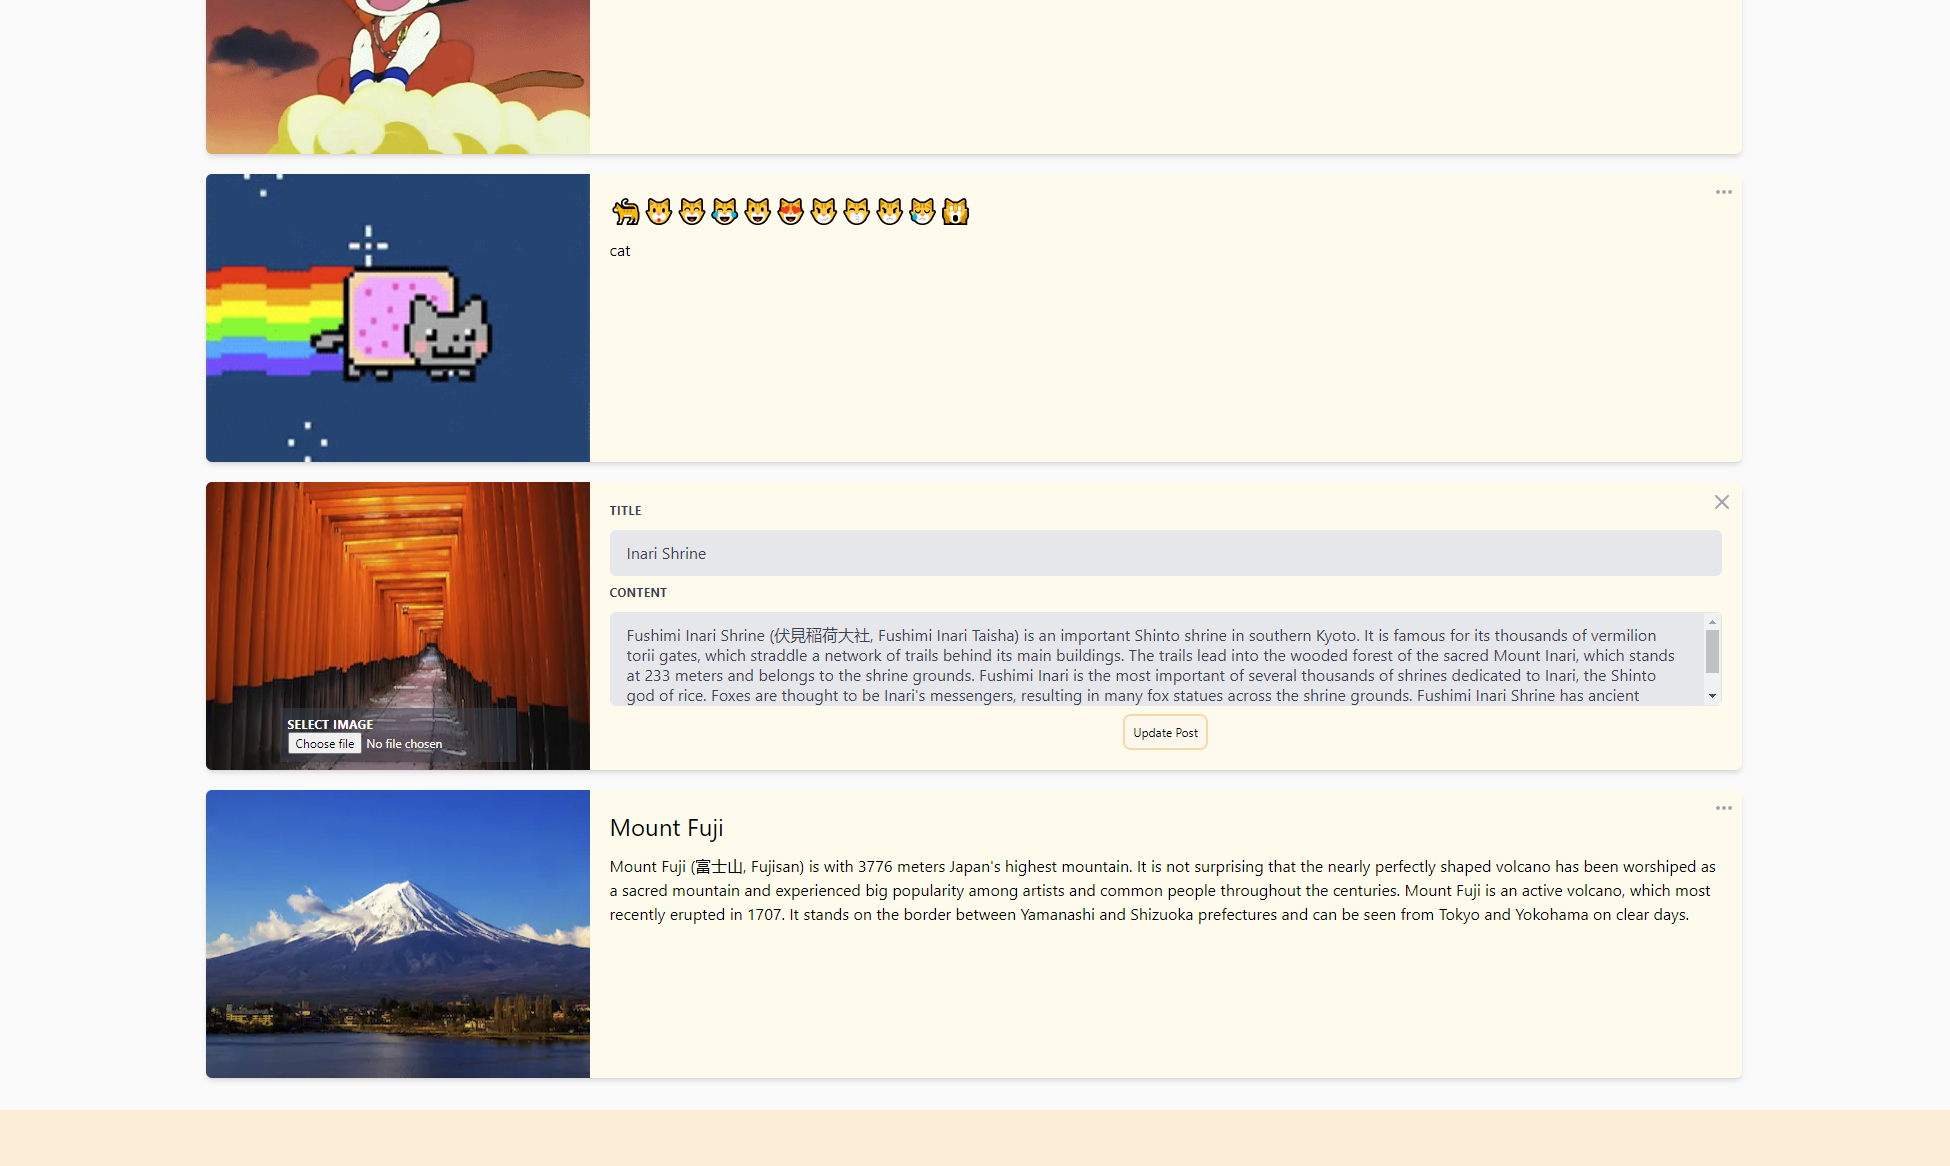 🐈😺😸😹😃😻😼😽😾😿🙀
cat
TITLE
Inari Shrine
CONTENT
Fushimi Inari Shrine (伏見稲荷大社, Fushimi Inari Taisha) is an important Shinto shrine in southern Kyoto. It is famous for its thousands of vermilion
torii gates, which straddle a network of trails behind its main buildings. The trails lead into the wooded forest of the sacred Mount Inari, which stands
at 233 meters and belongs to the shrine grounds. Fushimi Inari is the most important of several thousands of shrines dedicated to Inari, the Shinto
god of rice. Foxes are thought to be Inari's messengers, resulting in many fox statues across the shrine grounds. Fushimi Inari Shrine has ancient
SELECT IMAGE
Choose file No file chosen
Update Post
Mount Fuji
Mount Fuji (富士山, Fujisan) is with 3776 meters Japan's highest mountain. It is not surprising that the nearly perfectly shaped volcano has been worshiped as
a sacred mountain and experienced big popularity among artists and common people throughout the centuries. Mount Fuji is an active volcano, which most
recently erupted in 1707. It stands on the border between Yamanashi and Shizuoka prefectures and can be seen from Tokyo and Yokohama on clear days.